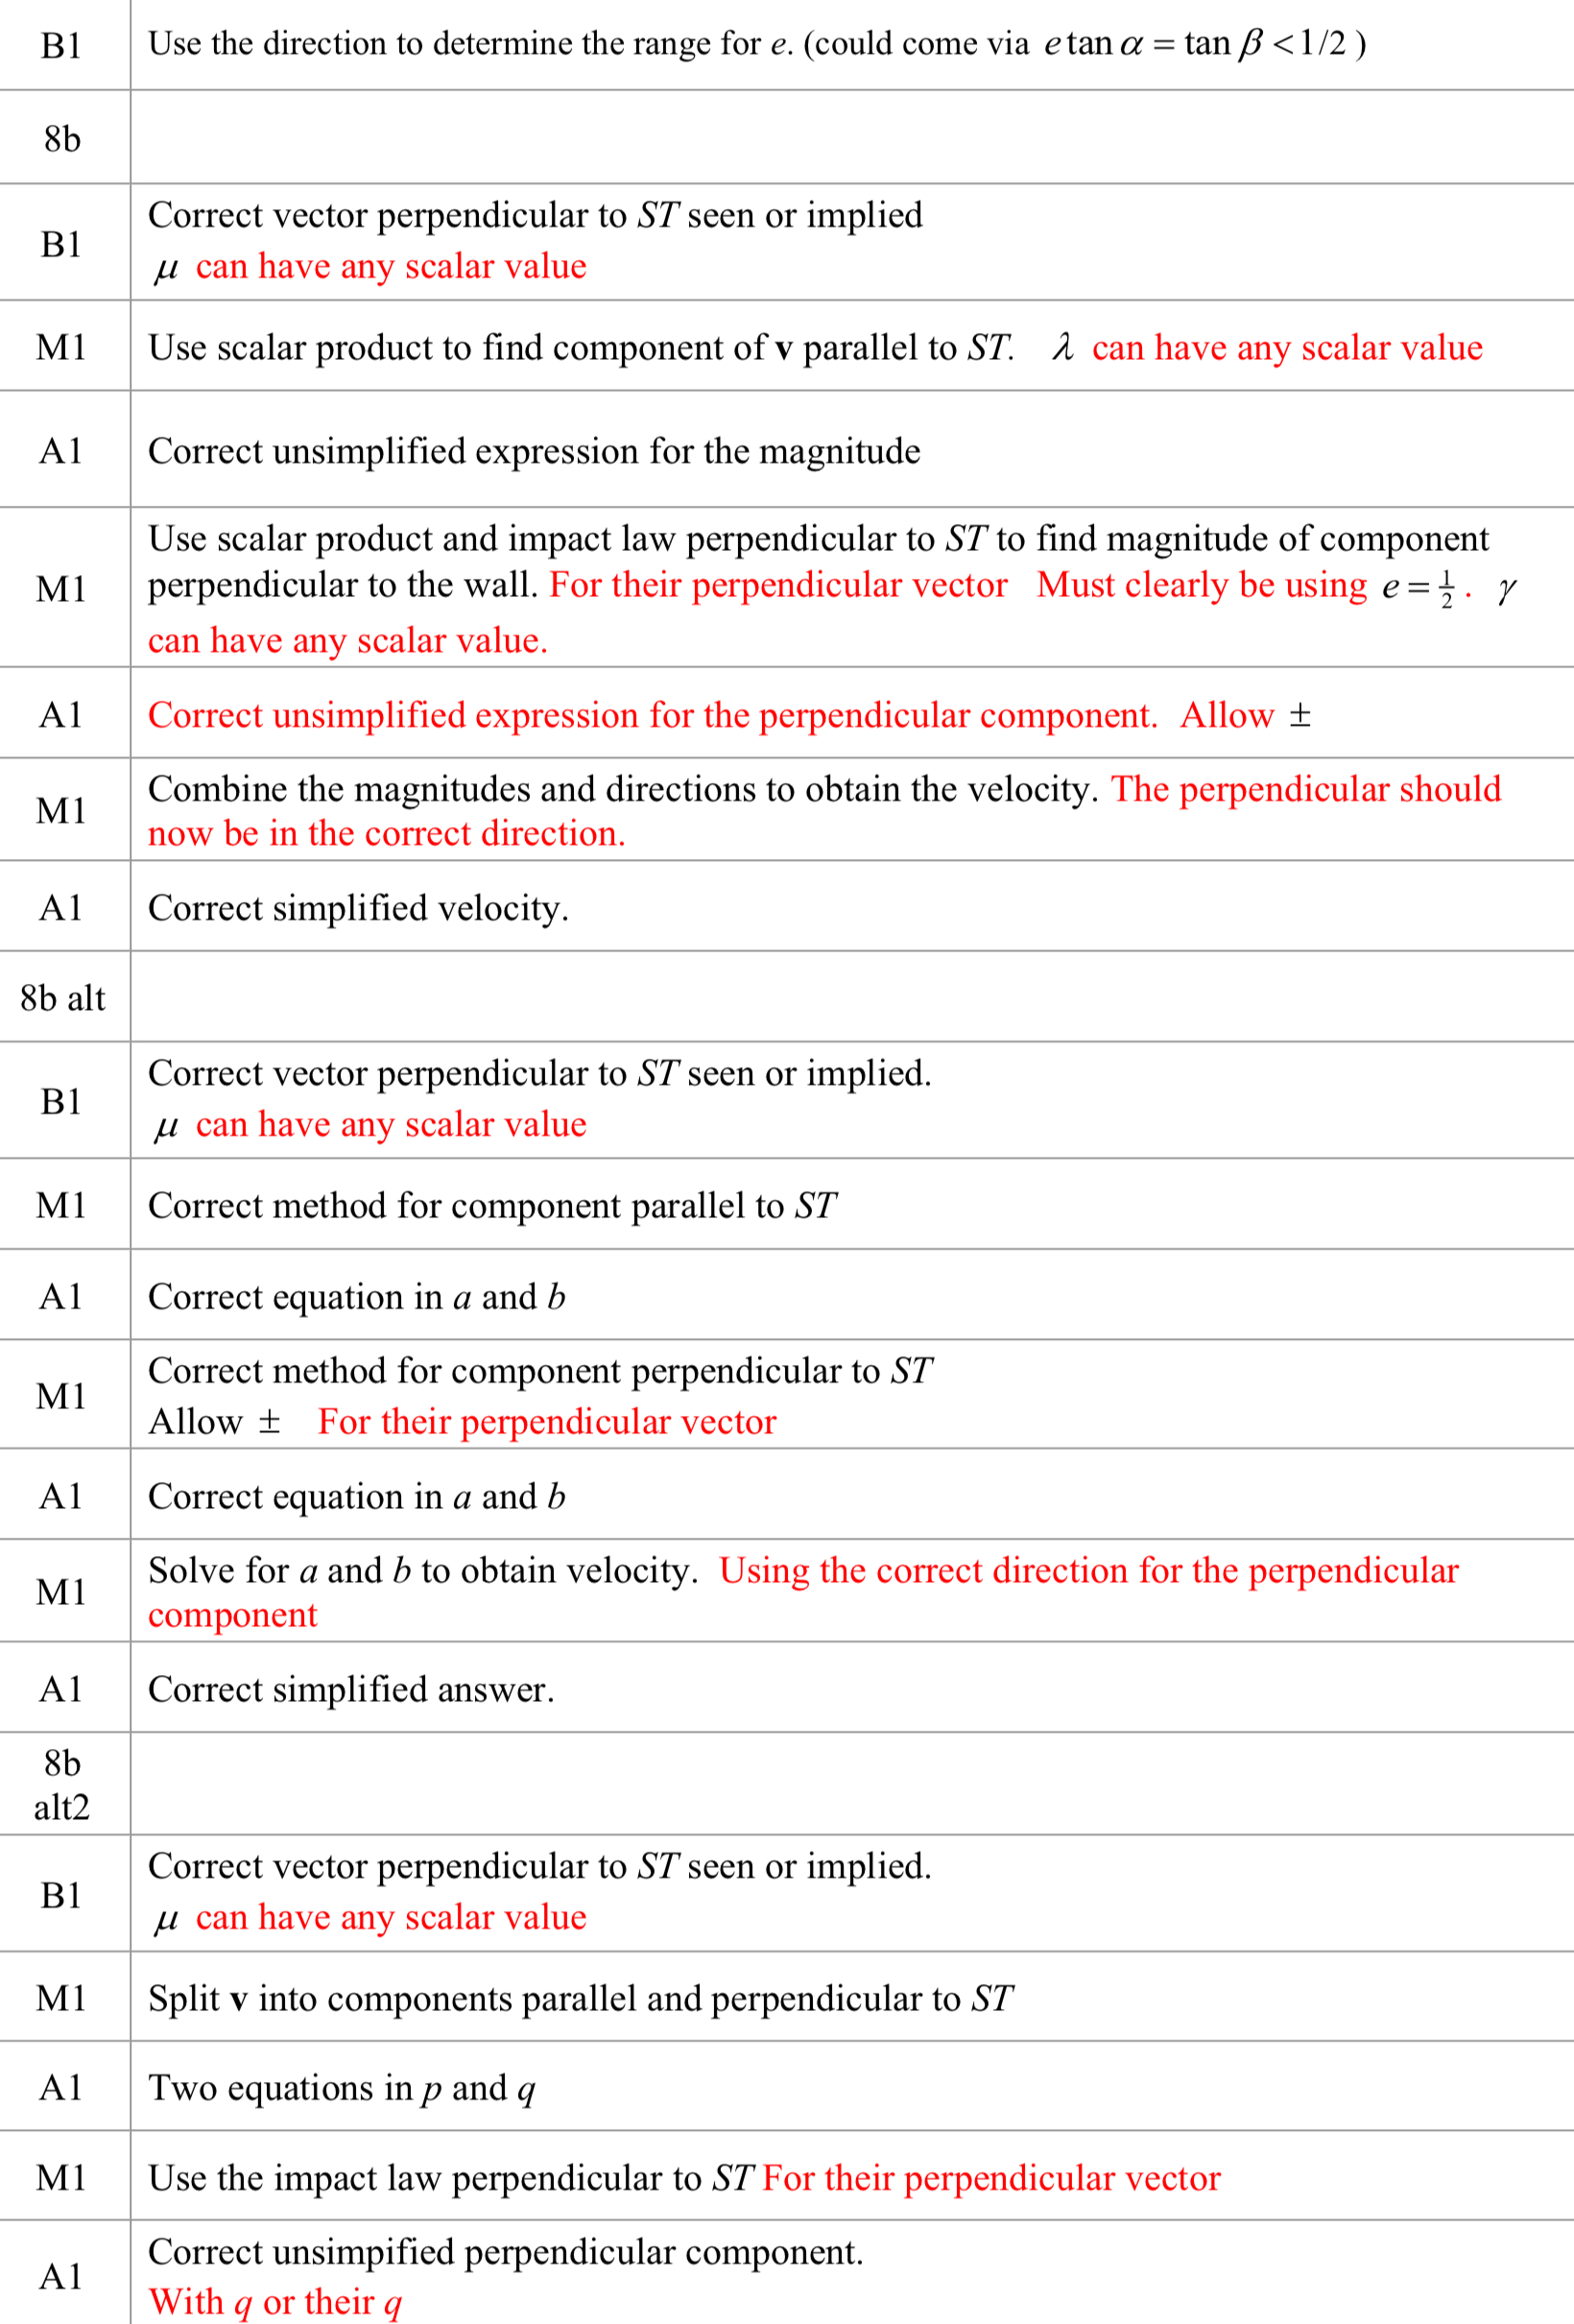 B1 Use the direction to determine the range for e. (could come via e tan α = tan β < 1/2 )
8b
B1 Correct vector perpendicular to ST seen or implied
μ can have any scalar value
M1 Use scalar product to find component of v parallel to ST. λ can have any scalar value
A1 Correct unsimplified expression for the magnitude
M1 Use scalar product and impact law perpendicular to ST to find magnitude of component
perpendicular to the wall. For their perpendicular vector Must clearly be using e = 1/2 . γ
can have any scalar value.
A1 Correct unsimplified expression for the perpendicular component. Allow ±
M1 Combine the magnitudes and directions to obtain the velocity. The perpendicular should
now be in the correct direction.
A1 Correct simplified velocity.
8b alt
B1 Correct vector perpendicular to ST seen or implied.
μ can have any scalar value
M1 Correct method for component parallel to ST
A1 Correct equation in a and b
M1 Correct method for component perpendicular to ST
Allow ± For their perpendicular vector
A1 Correct equation in a and b
M1 Solve for a and b to obtain velocity. Using the correct direction for the perpendicular
component
A1 Correct simplified answer.
8b
alt2
B1 Correct vector perpendicular to ST seen or implied.
μ can have any scalar value
M1 Split v into components parallel and perpendicular to ST
A1 Two equations in p and q
M1 Use the impact law perpendicular to ST For their perpendicular vector
A1 Correct unsimpified perpendicular component.
With q or their q